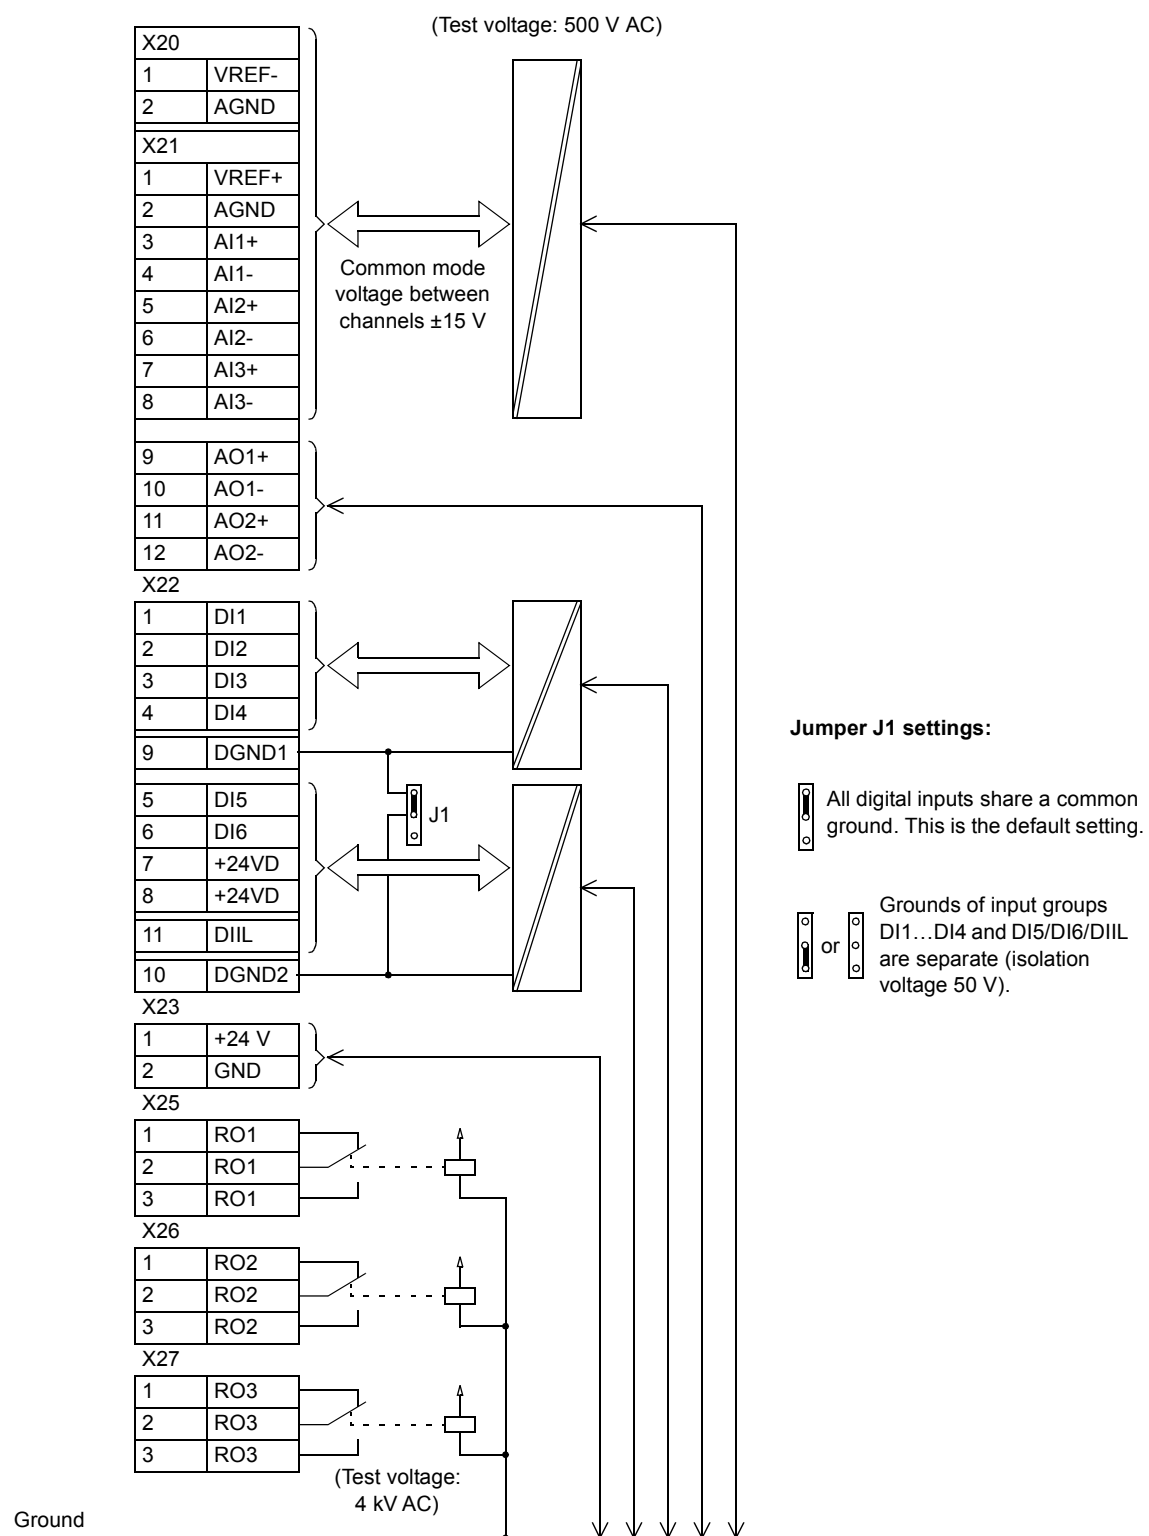 (Test voltage: 500 V AC)
X20
1 VREF-
2 AGND
X21
1 VREF+
2 AGND
3 AI1+
4 AI1-
5 AI2+
6 AI2-
7 AI3+
8 AI3-
Common mode
voltage between
channels ±15 V
9 AO1+
10 AO1-
11 AO2+
12 AO2-
X22
1 DI1
2 DI2
3 DI3
4 DI4
9 DGND1
5 DI5
6 DI6
7 +24VD
8 +24VD
11 DIIL
10 DGND2
J1
Jumper J1 settings:
All digital inputs share a common
ground. This is the default setting.
or
Grounds of input groups
DI1…DI4 and DI5/DI6/DIIL
are separate (isolation
voltage 50 V).
X23
1 +24 V
2 GND
X25
1 RO1
2 RO1
3 RO1
X26
1 RO2
2 RO2
3 RO2
X27
1 RO3
2 RO3
3 RO3
(Test voltage:
4 kV AC)
Ground